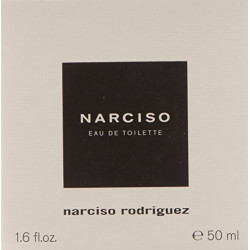 NARCISO
EAU DE TOILETTE
narciso rodriguez
1.6 fl.oz. ℮ 50 ml